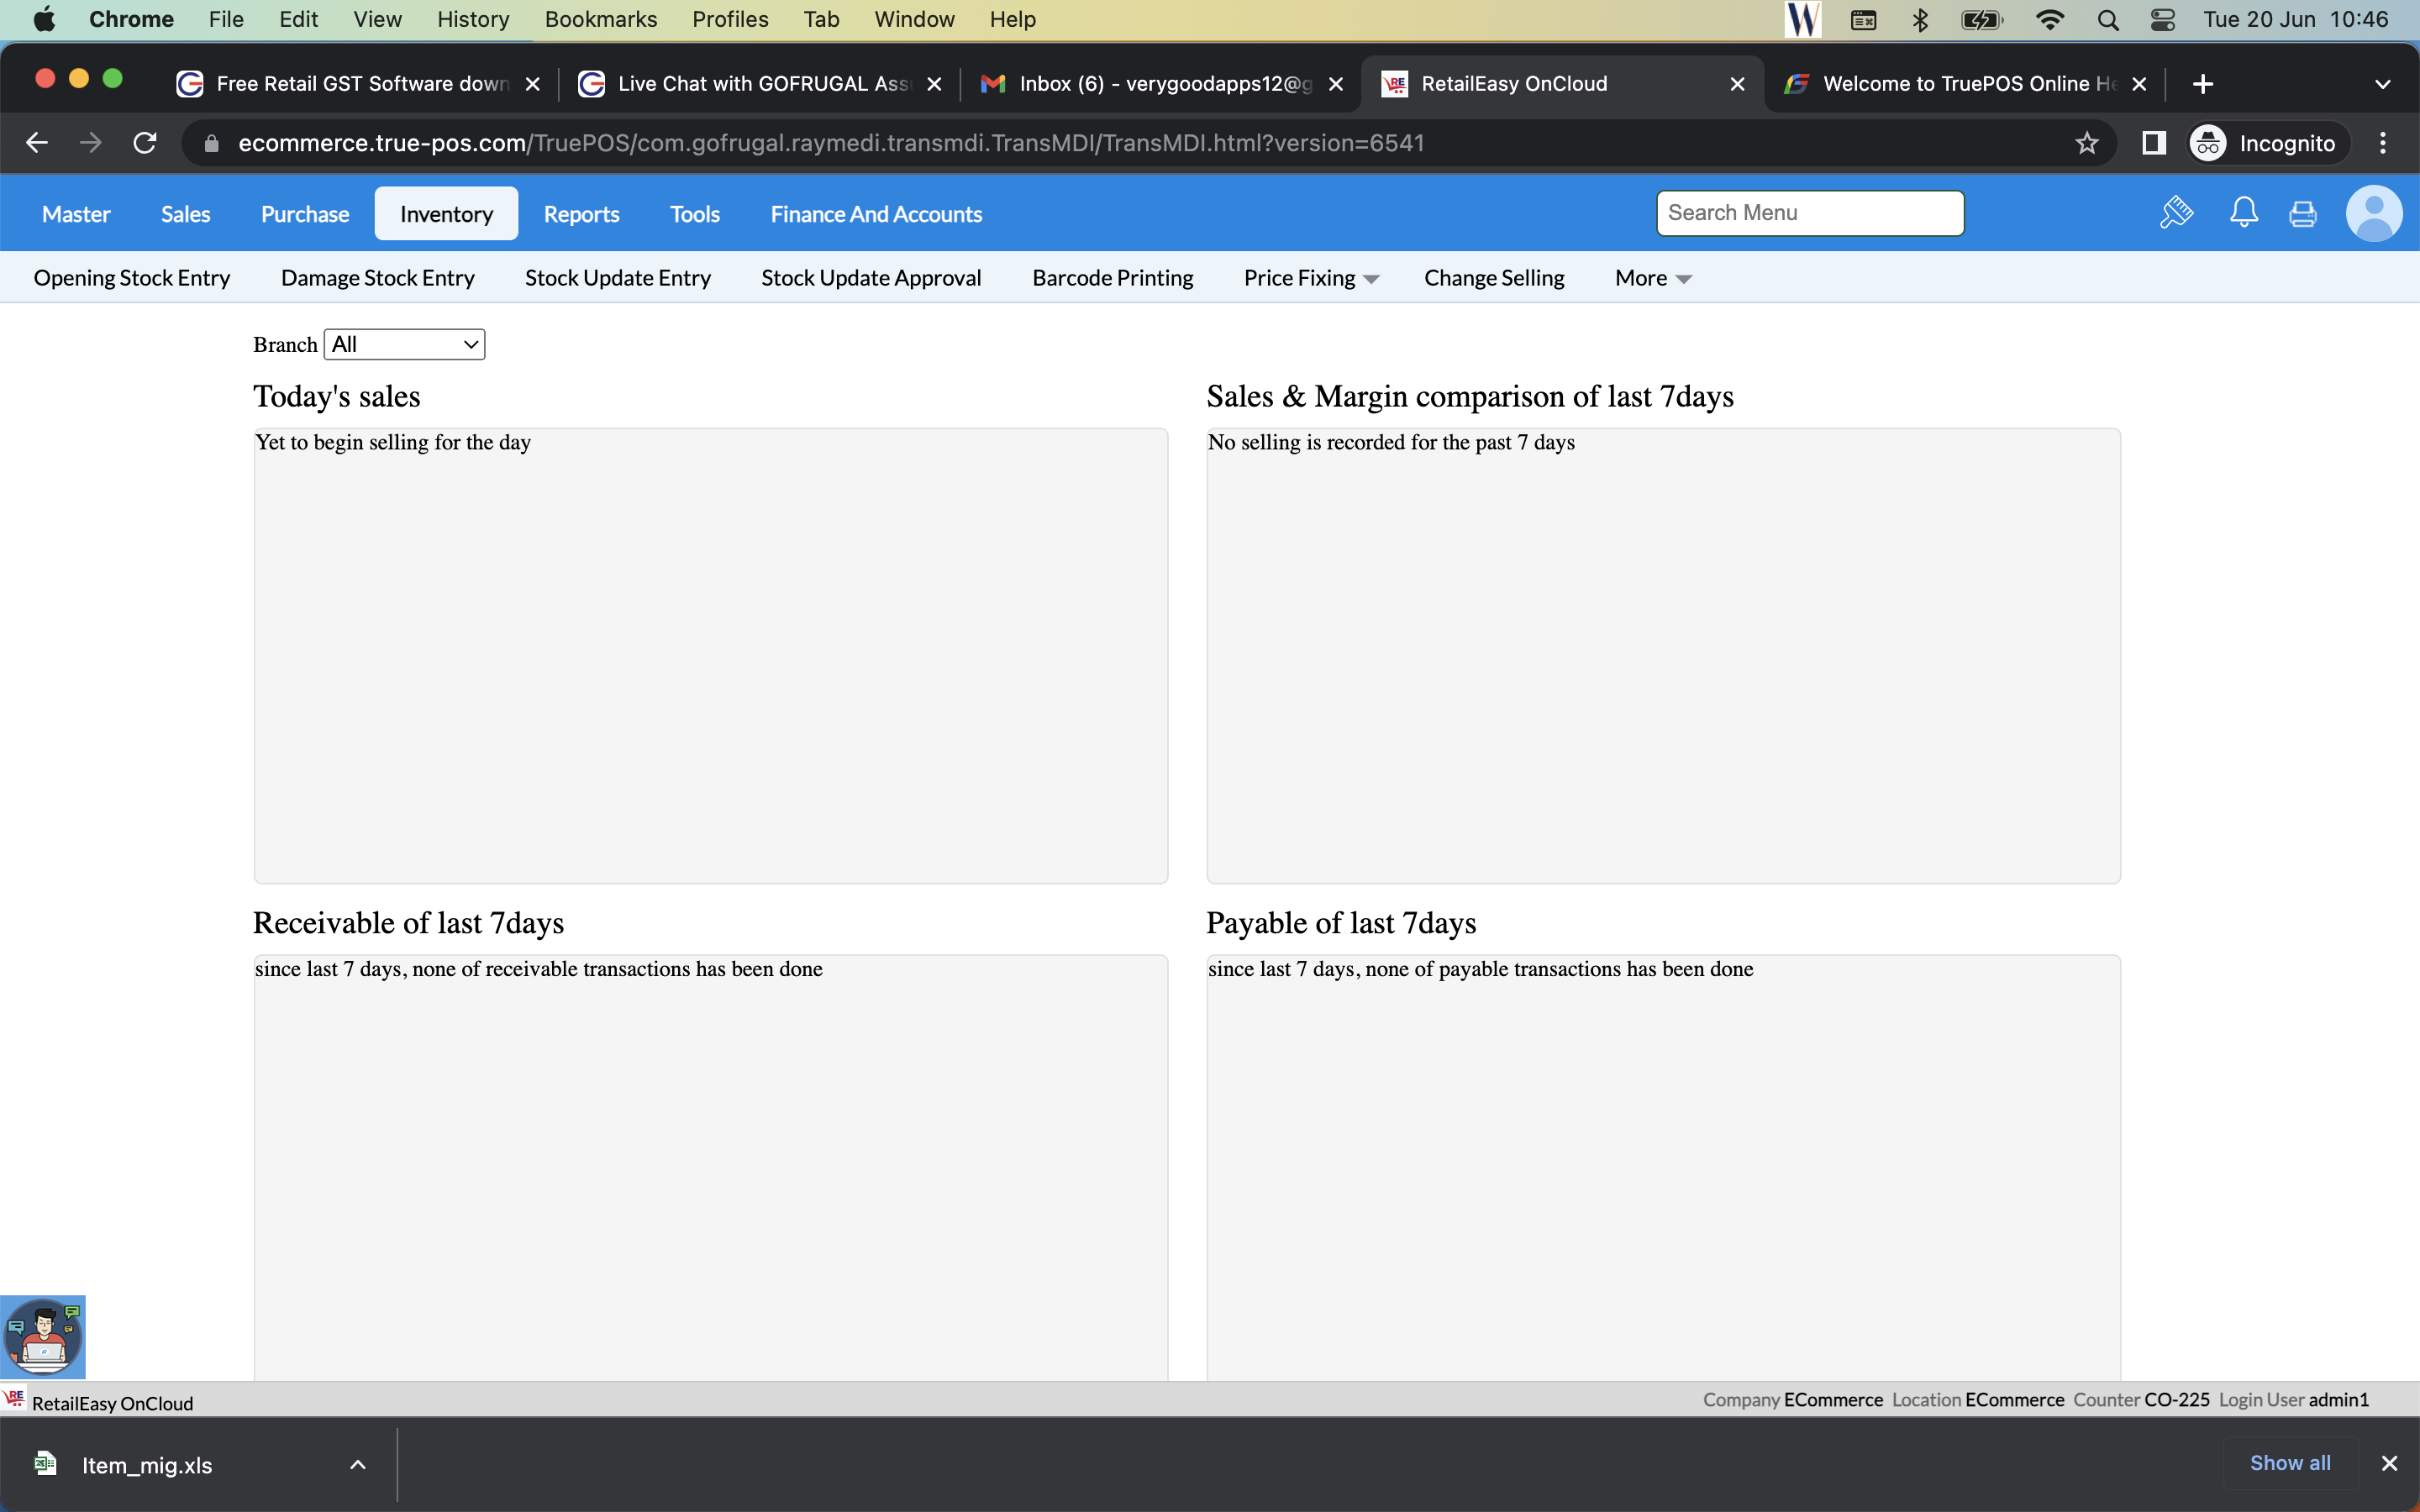 Chrome File Edit View History Bookmarks Profiles Tab Window Help Tue 20 Jun 10:46
Free Retail GST Software down Live Chat with GOFRUGAL Ass Inbox (6) - verygoodapps12@g RetailEasy OnCloud Welcome to TruePOS Online He
ecommerce.true-pos.com/TruePOS/com.gofrugal.raymedi.transmdi.TransMDI/TransMDI.html?version=6541 Incognito
Master Sales Purchase Inventory Reports Tools Finance And Accounts Search Menu
Opening Stock Entry Damage Stock Entry Stock Update Entry Stock Update Approval Barcode Printing Price Fixing Change Selling More
Branch All
Today's sales
Yet to begin selling for the day
Sales & Margin comparison of last 7days
No selling is recorded for the past 7 days
Receivable of last 7days
since last 7 days, none of receivable transactions has been done
Payable of last 7days
since last 7 days, none of payable transactions has been done
RE RetailEasy OnCloud Company ECommerce Location ECommerce Counter CO-225 Login User admin1
Item_mig.xls Show all